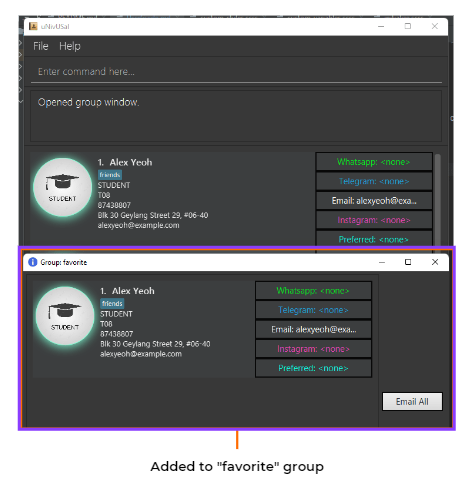 uNivUSal
File Help
Enter command here...
Opened group window.
1. Alex Yeoh
friends
STUDENT
T08
87438807
Blk 30 Geylang Street 29, #06-40
alexyeoh@example.com
STUDENT
Whatsapp: <none>
Telegram: <none>
Email: alexyeoh@exa...
Instagram: <none>
Preferred: <none>
Group: favorite
1. Alex Yeoh
friends
STUDENT
T08
87438807
Blk 30 Geylang Street 29, #06-40
alexyeoh@example.com
STUDENT
Whatsapp: <none>
Telegram: <none>
Email: alexyeoh@exa...
Instagram: <none>
Preferred: <none>
Email All
Added to "favorite" group